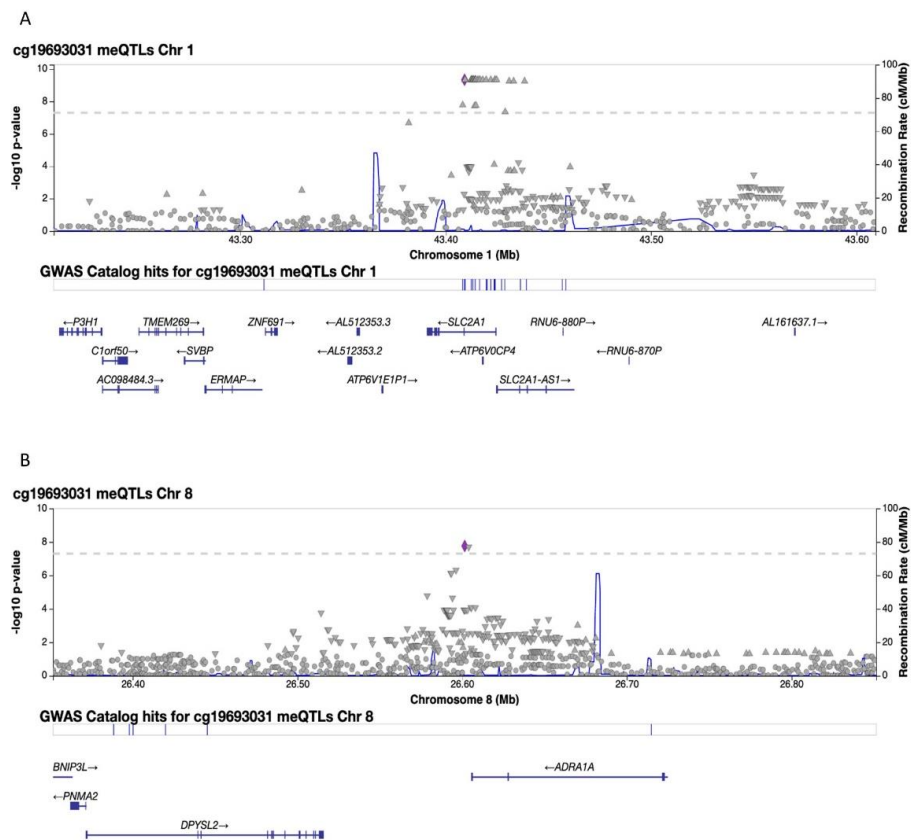 A
cg19693031 meQTLs Chr 1
10
8
6
4
2
0
-log10 p-value
100
80
60
40
20
0
Recombination Rate (cM/Mb)
43.30 43.40 43.50 43.60
Chromosome 1 (Mb)
GWAS Catalog hits for cg19693031 meQTLs Chr 1
←P3H1 TMEM269→ ZNF691→ ←AL512353.3 ←SLC2A1 RNU6-880P→ AL161637.1→
C1orf50→ ←SVBP ←AL512353.2 ←ATP6V0CP4 ←RNU6-870P
AC098484.3→ ERMAP→ ATP6V1E1P1→ SLC2A1-AS1→
B
cg19693031 meQTLs Chr 8
10
8
6
4
2
0
-log10 p-value
100
80
60
40
20
0
Recombination Rate (cM/Mb)
26.40 26.50 26.60 26.70 26.80
Chromosome 8 (Mb)
GWAS Catalog hits for cg19693031 meQTLs Chr 8
BNIP3L→ ←ADRA1A
←PNMA2
DPYSL2→